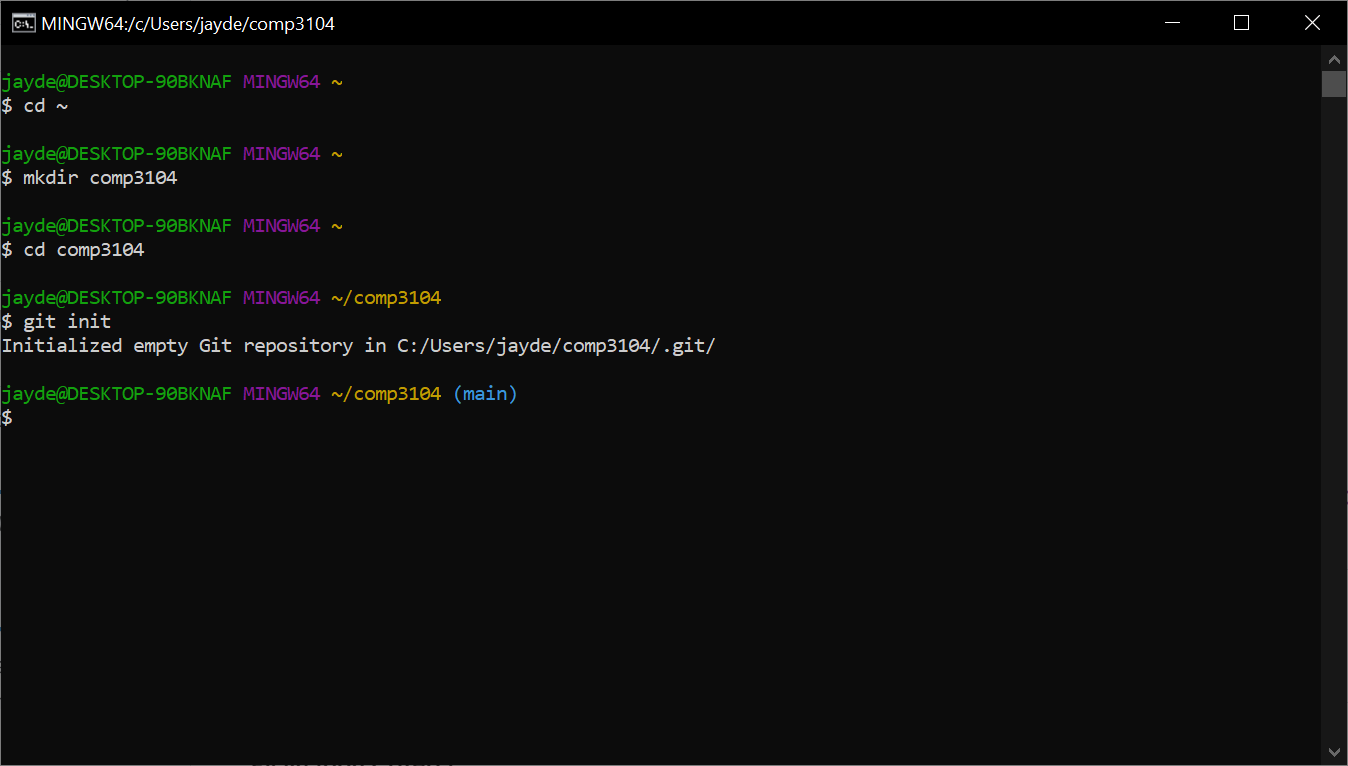 MINGW64:/c/Users/jayde/comp3104
jayde@DESKTOP-90BKNAF MINGW64 ~
$ cd ~
jayde@DESKTOP-90BKNAF MINGW64 ~
$ mkdir comp3104
jayde@DESKTOP-90BKNAF MINGW64 ~
$ cd comp3104
jayde@DESKTOP-90BKNAF MINGW64 ~/comp3104
$ git init
Initialized empty Git repository in C:/Users/jayde/comp3104/.git/
jayde@DESKTOP-90BKNAF MINGW64 ~/comp3104 (main)
$